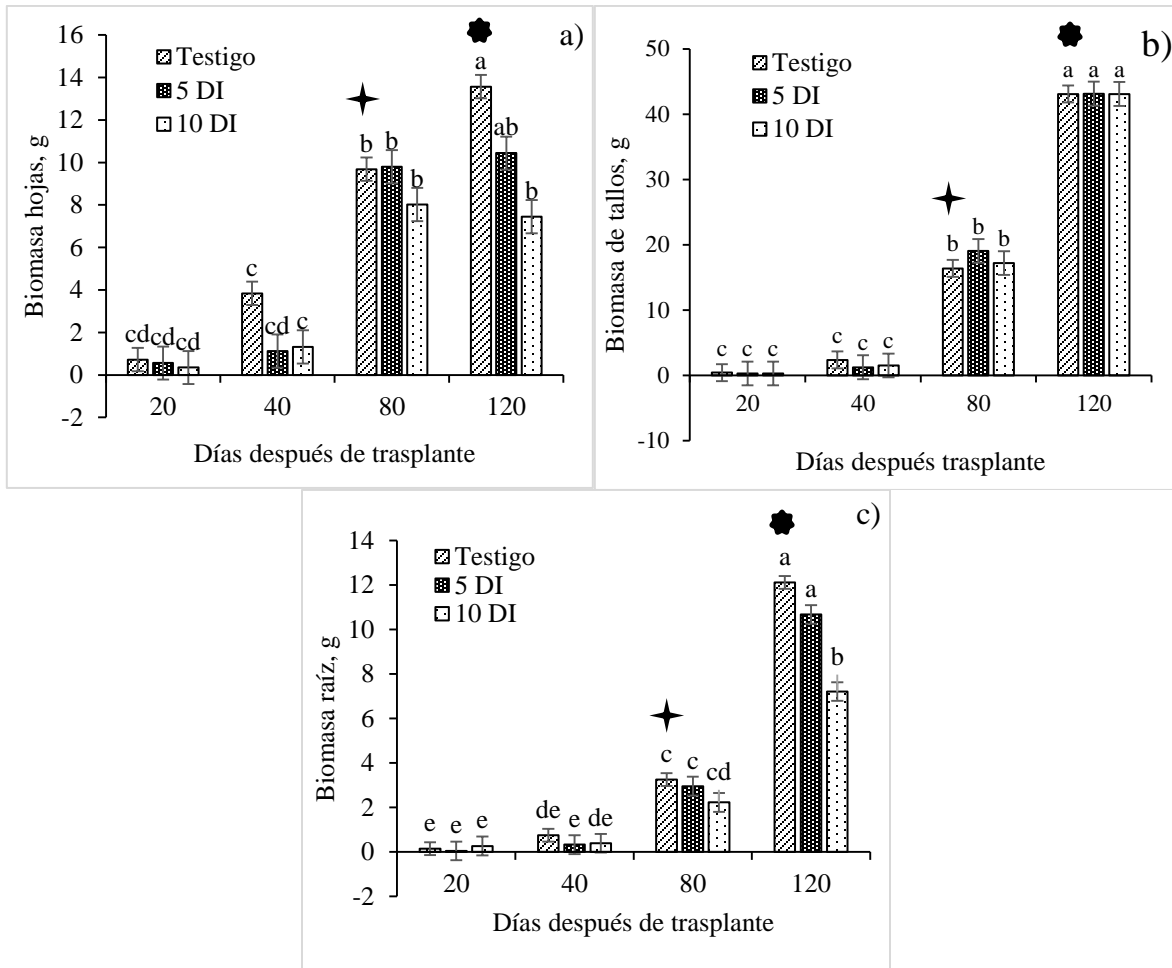 a)
16
14
12
10
8
6
4
2
0
-2
Biomasa hojas, g
Testigo
5 DI
10 DI
cd cd cd
c cd c
b b b
a ab b
20 40 80 120
Días después de trasplante
b)
50
40
30
20
10
0
-10
Biomasa de tallos, g
Testigo
5 DI
10 DI
c c c
c c c
b b b
a a a
20 40 80 120
Días después trasplante
c)
14
12
10
8
6
4
2
0
-2
Biomasa raíz, g
Testigo
5 DI
10 DI
e e e
de e de
c c cd
a a b
20 40 80 120
Días después de trasplante